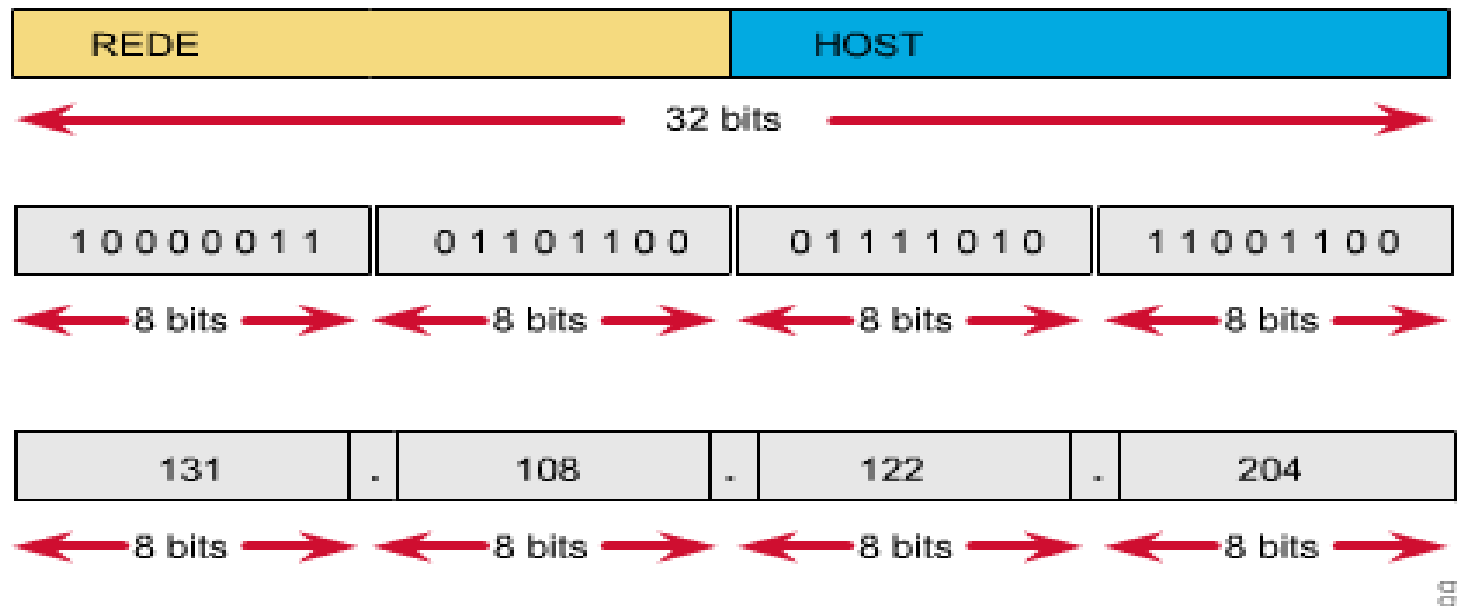 REDE HOST
32 bits
1 0 0 0 0 0 1 1 0 1 1 0 1 1 0 0 0 1 1 1 1 0 1 0 1 1 0 0 1 1 0 0
8 bits 8 bits 8 bits 8 bits
131 . 108 . 122 . 204
8 bits 8 bits 8 bits 8 bits